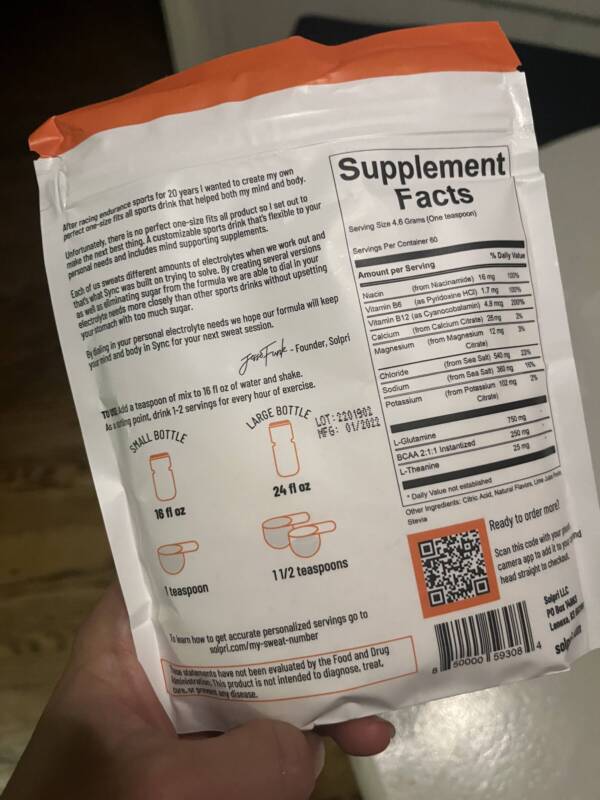 After racing endurance sports for 20 years I wanted to create my own
perfect one-size fits all sports drink that helped both my mind and body.
Unfortunately, there is no perfect one-size fits all product so I set out to
make the next best thing. A customizable sports drink that's flexible to your
personal needs and includes mind supporting supplements.
Each of us sweats different amounts of electrolytes when we work out and
that's what Sync was built on trying to solve. By creating several versions
as well as eliminating sugar from the formula we are able to dial in your
electrolyte needs more closely than other sports drinks without upsetting
your stomach with too much sugar.
By dialing in your personal electrolyte needs we hope our formula will keep
your mind and body in Sync for your next sweat session.
- Founder, Solpri
TO USE: Add a teaspoon of mix to 16 fl oz of water and shake.
As a starting point, drink 1-2 servings for every hour of exercise.
SMALL BOTTLE
16 fl oz
1 teaspoon
LARGE BOTTLE
24 fl oz
1 1/2 teaspoons
LOT:2201902
MFG: 01/2022
To learn how to get accurate personalized servings go to
solpri.com/my-sweat-number
These statements have not been evaluated by the Food and Drug
Administration. This product is not intended to diagnose, treat,
cure, or prevent any disease.
Supplement
Facts
Serving Size 4.6 Grams (One teaspoon)
Servings Per Container 60
Amount per Serving % Daily Value
Niacin (from Niacinamide) 16 mg 100%
Vitamin B6 (as Pyridoxine HCl) 1.7 mg 100%
Vitamin B12 (as Cyanocobalamin) 4.8 mg 200%
Calcium (from Calcium Citrate) 25mg 2%
Magnesium (from Magnesium 12 mg 3%
Citrate)
Chloride (from Sea Salt) 540 mg 23%
Sodium (from Sea Salt) 360 mg 16%
Potassium (from Potassium 102 mg 2%
Citrate)
L-Glutamine 750 mg -
BCAA 2:1:1 Instantized 250 mg -
L-Theanine 25 mg -
* Daily Value not established
Other Ingredients: Citric Acid, Natural Flavors, Lime Juice
Stevia
Ready to order more?
Scan this code with your phone
camera app to add it to your
head straight to checkout.
Solpri LLC
PO Box
Lenexa, KS
8 50000 59308 4